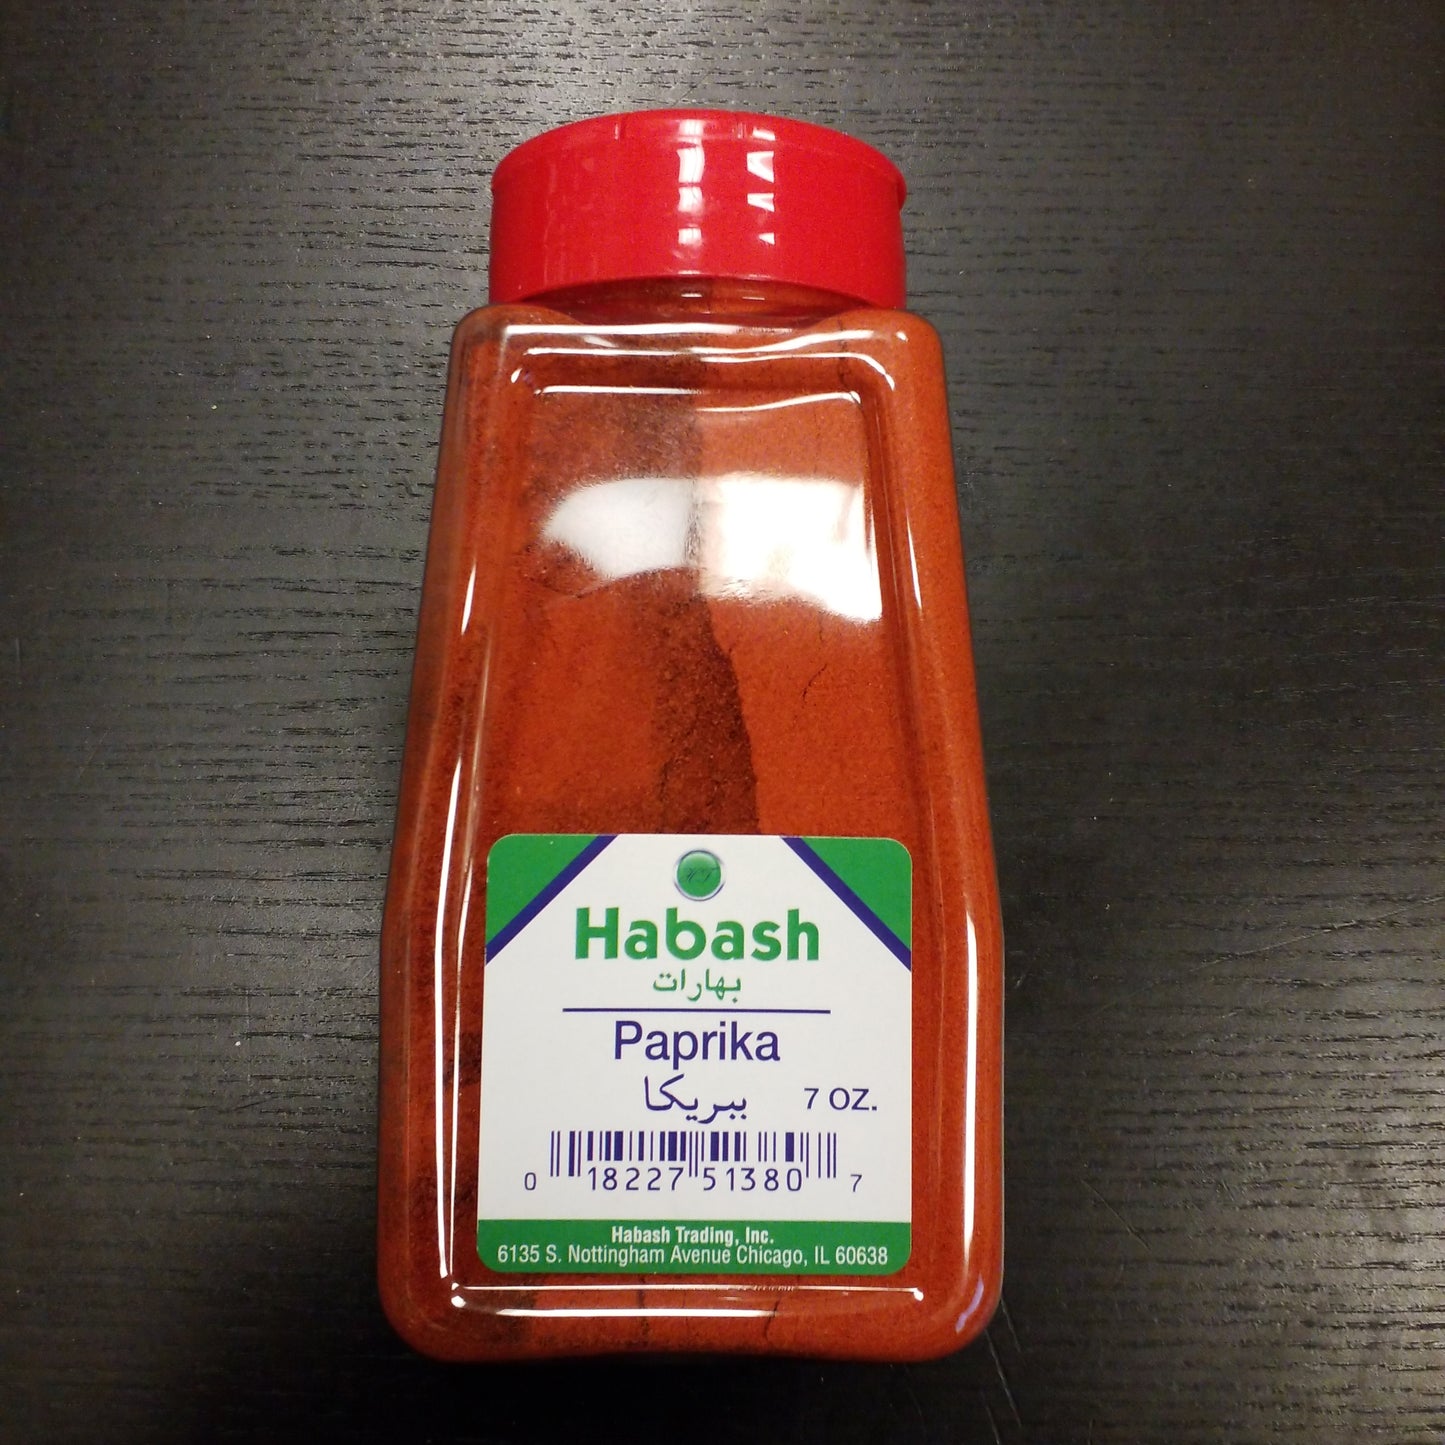 HT
Habash
بهارات
Paprika
ببريكا 7 OZ.
0 18227 51380 7
Habash Trading, Inc.
6135 S. Nottingham Avenue Chicago, IL 60638